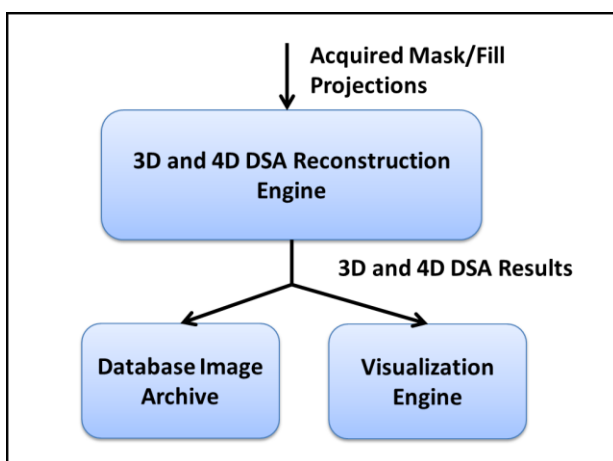 Acquired Mask/Fill
Projections
3D and 4D DSA Reconstruction
Engine
3D and 4D DSA Results
Database Image
Archive
Visualization
Engine